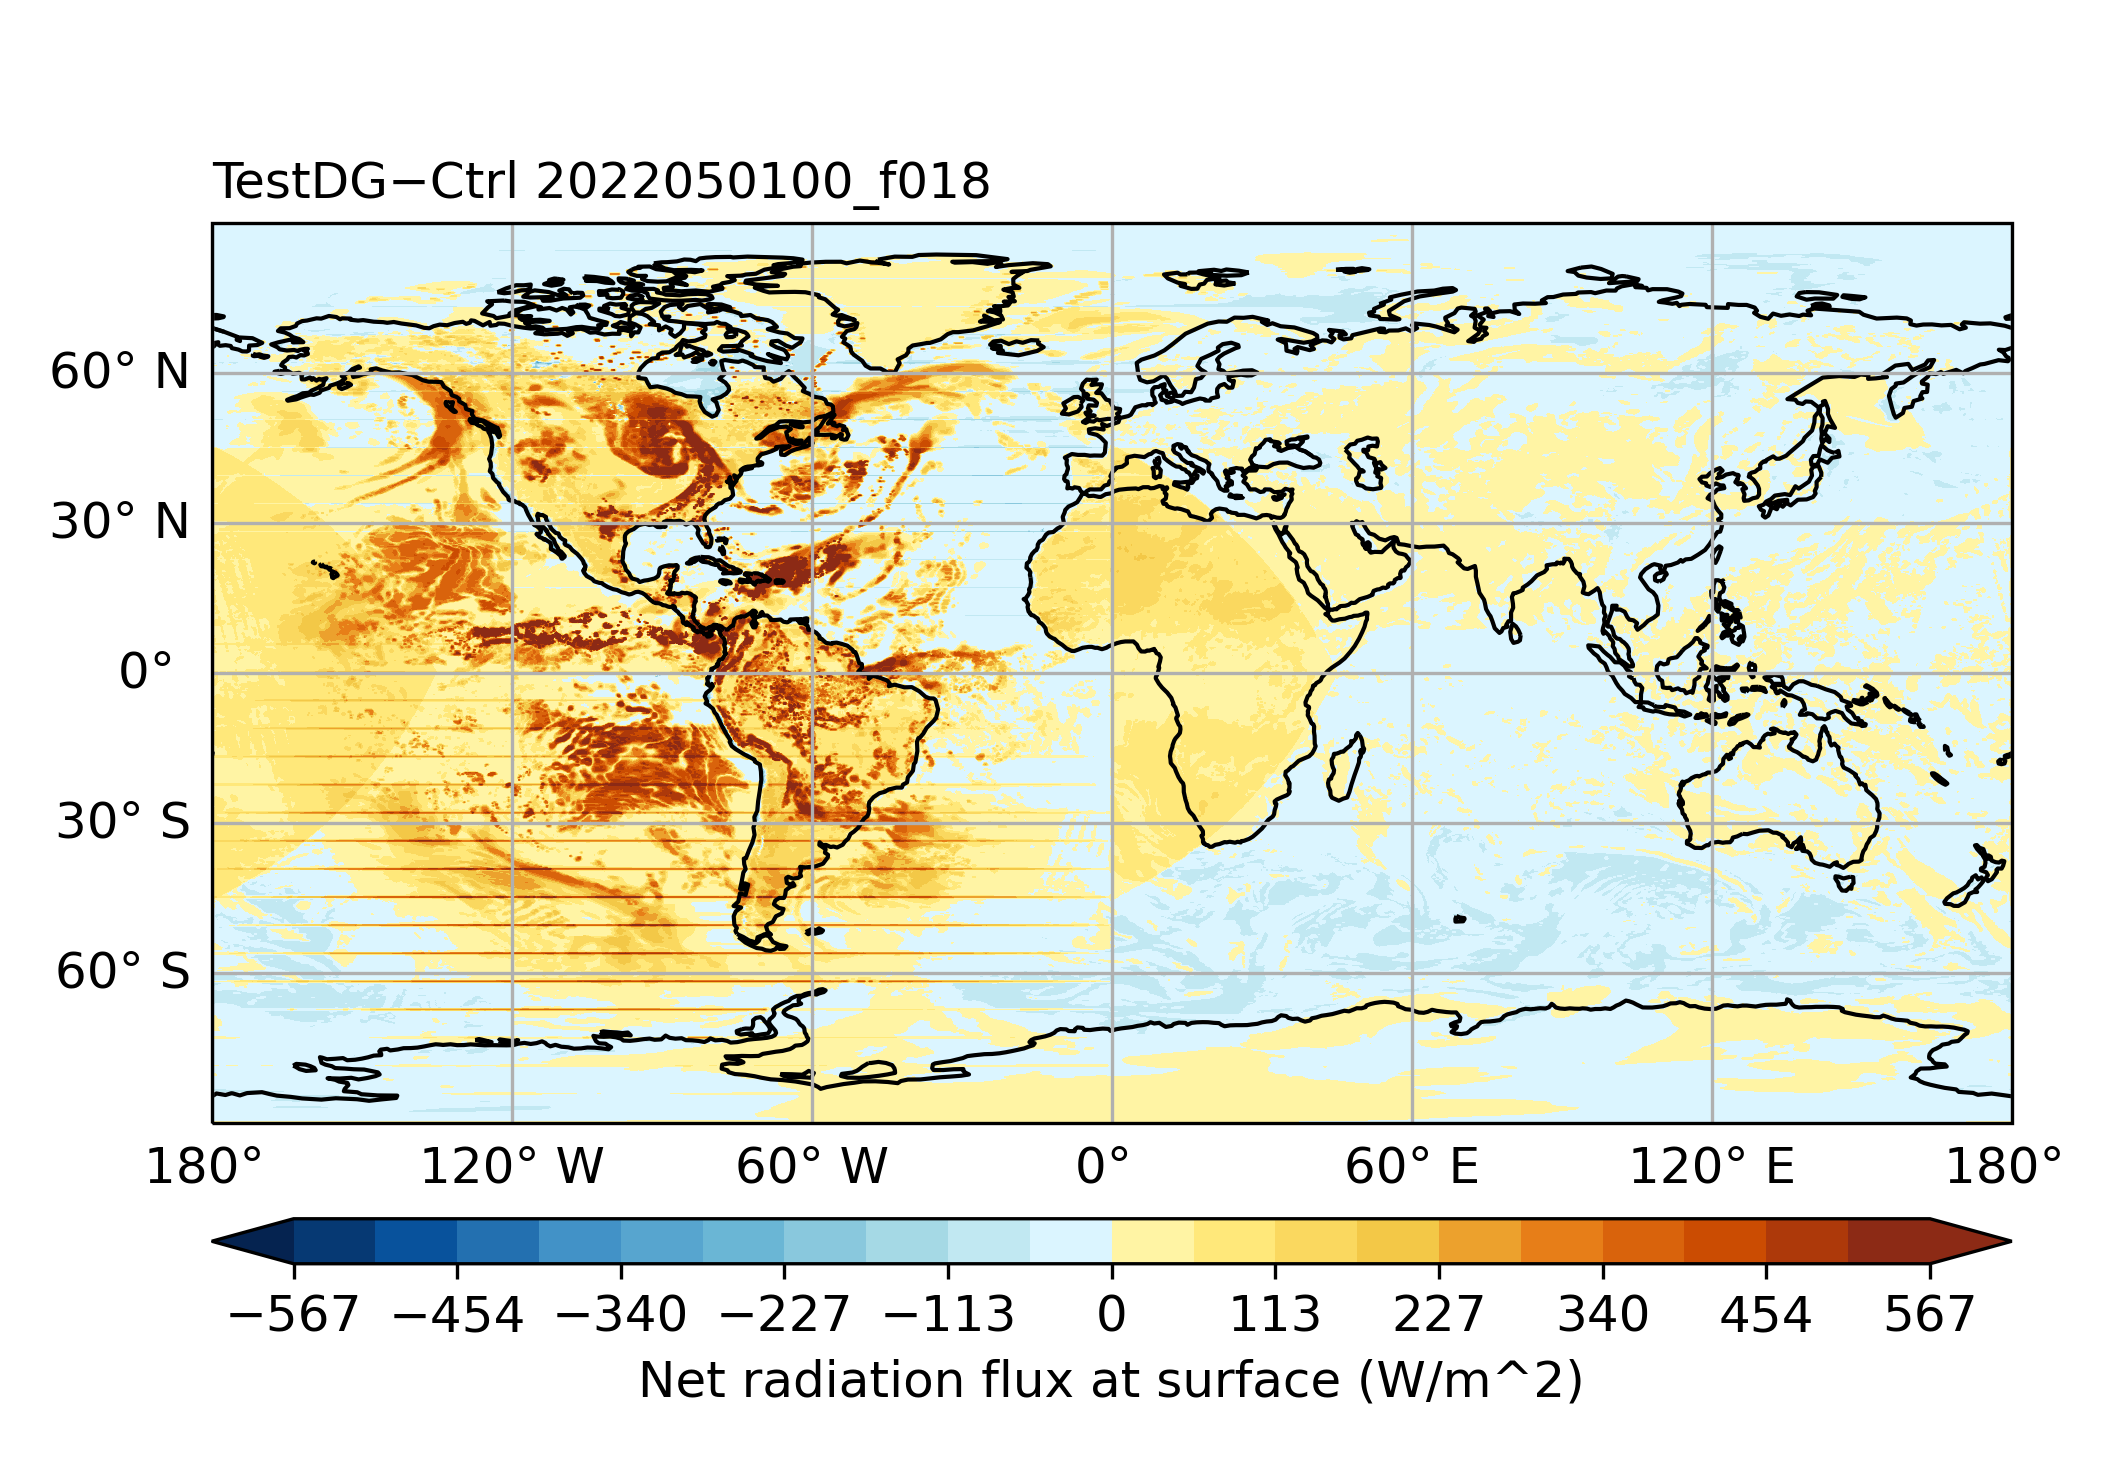 TestDG−Ctrl 2022050100_f018
60° N
30° N
0°
30° S
60° S
180° 120° W 60° W 0° 60° E 120° E 180°
−567 −454 −340 −227 −113 0 113 227 340 454 567
Net radiation flux at surface (W/m^2)